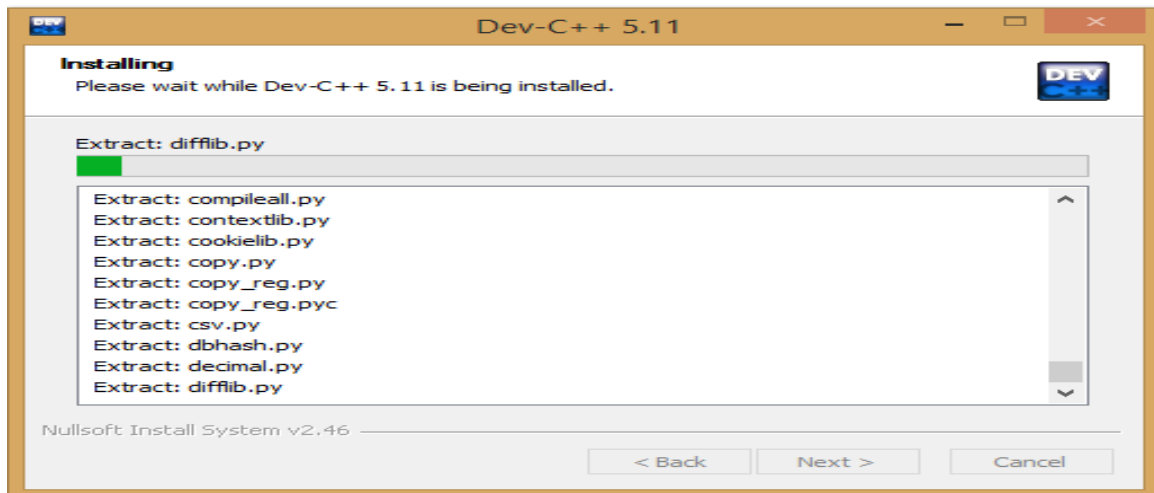 DEV
C++
Dev-C++ 5.11
Installing
Please wait while Dev-C++ 5.11 is being installed.
DEV
C++
Extract: difflib.py
Extract: compileall.py
Extract: contextlib.py
Extract: cookielib.py
Extract: copy.py
Extract: copy_reg.py
Extract: copy_reg.pyc
Extract: csv.py
Extract: dbhash.py
Extract: decimal.py
Extract: difflib.py
Nullsoft Install System v2.46
< Back Next > Cancel